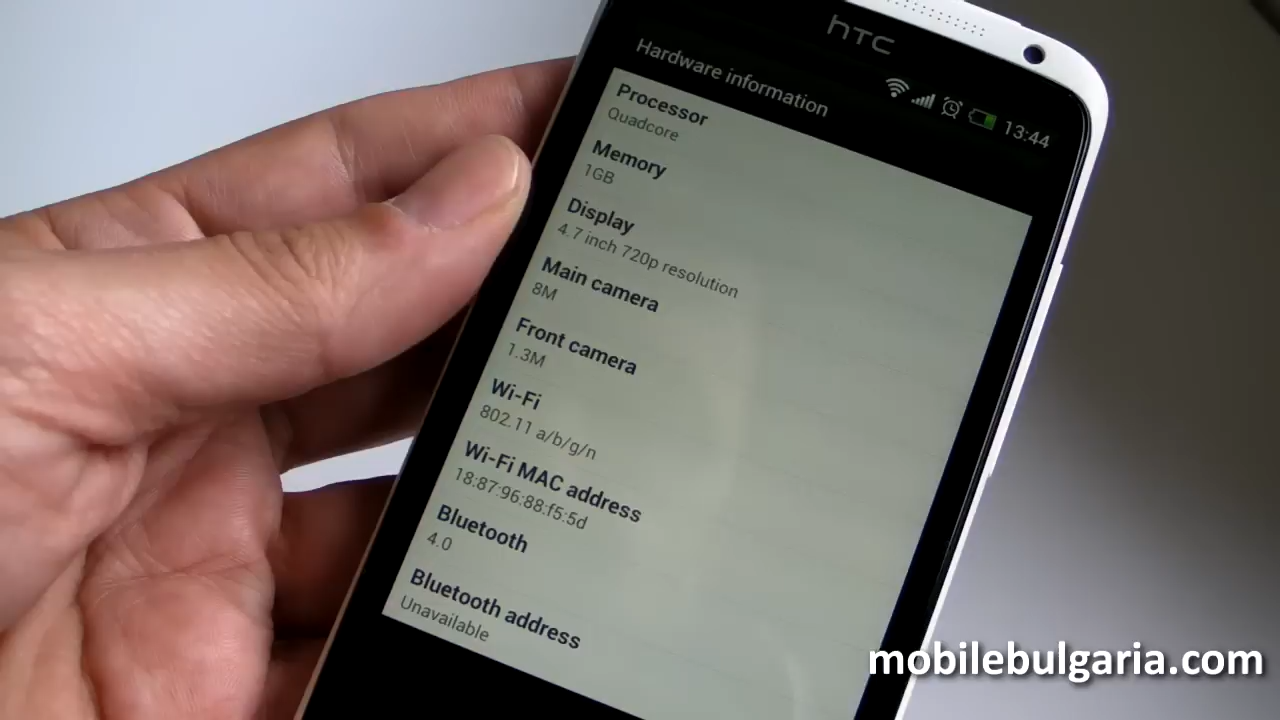 hTC
13:44
Hardware information
Processor
Quadcore
Memory
1GB
Display
4.7 inch 720p resolution
Main camera
8M
Front camera
1.3M
Wi-Fi
802.11 a/b/g/n
Wi-Fi MAC address
18:87:96:88:f5:5d
Bluetooth
4.0
Bluetooth address
Unavailable
mobilebulgaria.com